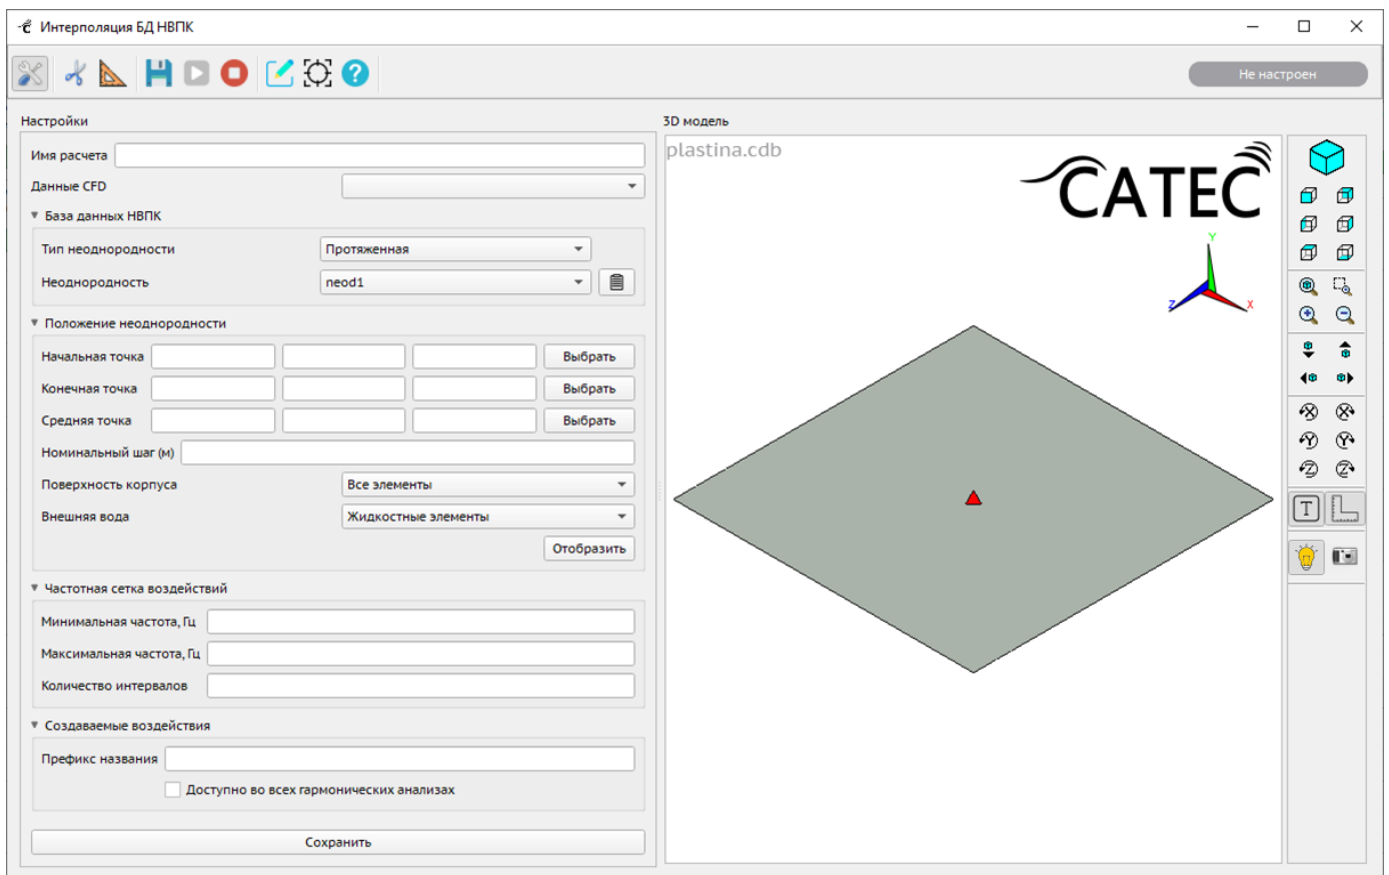 Интерполяция БД НВПК
Не настроен
Настройки
Имя расчета
Данные CFD
База данных НВПК
Тип неоднородности Протяженная
Неоднородность neod1
Положение неоднородности
Начальная точка Выбрать
Конечная точка Выбрать
Средняя точка Выбрать
Номинальный шаг (м)
Поверхность корпуса Все элементы
Внешняя вода Жидкостные элементы
Отобразить
Частотная сетка воздействий
Минимальная частота, Гц
Максимальная частота, Гц
Количество интервалов
Создаваемые воздействия
Префикс названия
Доступно во всех гармонических анализах
Сохранить
3D модель
plastina.cdb
CATEC
Y
Z X
X X
Y Y
Z Z
T